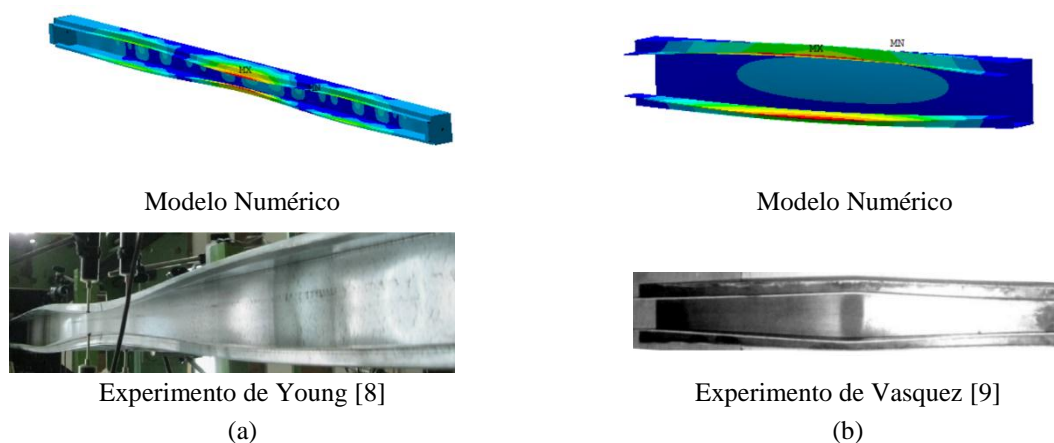 MX
MX
MN
Modelo Numérico
Modelo Numérico
Experimento de Young [8]
Experimento de Vasquez [9]
(a)
(b)